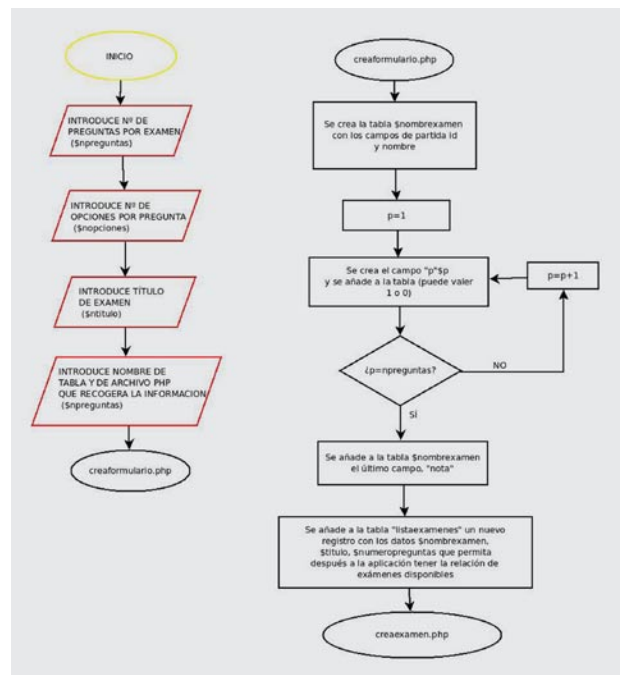 INICIO
INTRODUCE Nº DE
PREGUNTAS POR EXAMEN
($npreguntas)
INTRODUCE Nº DE
OPCIONES POR PREGUNTA
($nopciones)
INTRODUCE TÍTULO
DE EXAMEN
($ntitulo)
INTRODUCE NOMBRE DE
TABLA Y DE ARCHIVO PHP
QUE RECOGERA LA INFORMACION
($npreguntas)
creaformulario.php
creaformulario.php
Se crea la tabla $nombrexamen
con los campos de partida id
y nombre
p=1
Se crea el campo "p"$p
y se añade a la tabla (puede valer
1 o 0)
p=p+1
¿p=npreguntas?
NO
SÍ
Se añade a la tabla $nombrexamen
el último campo, "nota"
Se añade a la tabla "listaexamenes" un nuevo
registro con los datos $nombrexamen,
$titulo, $numeropreguntas que permita
después a la aplicación tener la relación de
exámenes disponibles
creaexamen.php